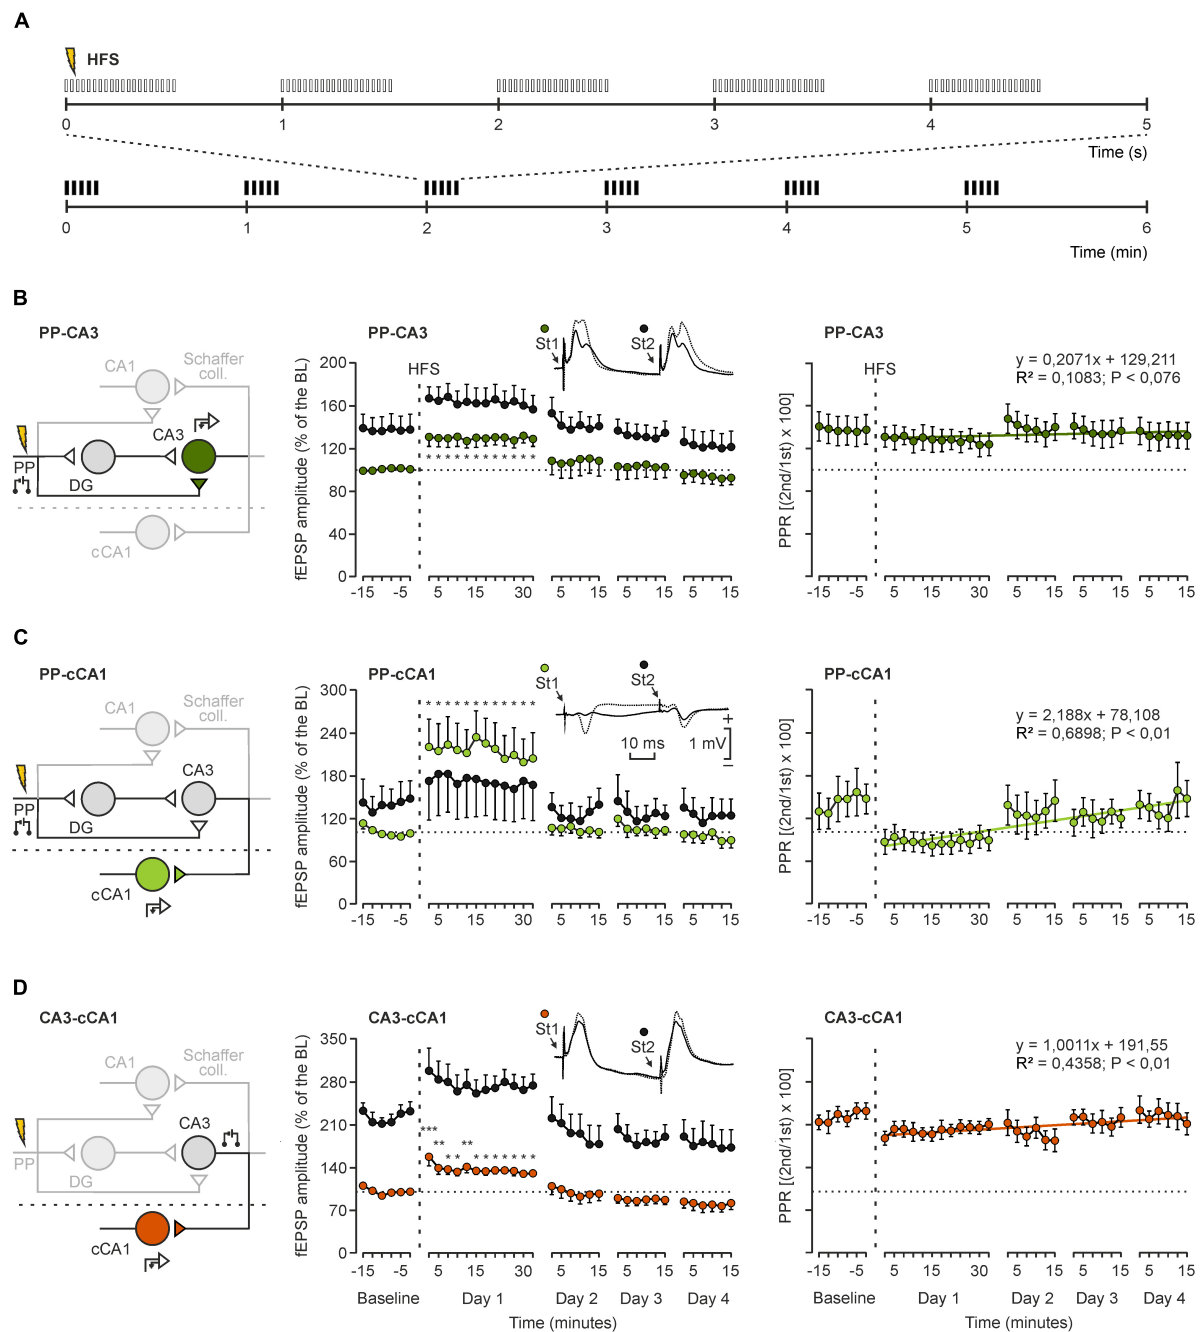 A
HFS
0 1 2 3 4 5
Time (s)
0 1 2 3 4 5 6
Time (min)
B
PP-CA3
CA1
Schaffer
coll.
CA3
PP
DG
cCA1
PP-CA3
fEPSP amplitude (% of the BL)
200
160
120
80
40
0
HFS
St1
St2
* * * * * * * * * * * *
-15 -5 5 15 30 5 15 5 15 5 15
PP-CA3
PPR [(2nd/1st) x 100]
HFS
y = 0,2071x + 129,211
R² = 0,1083; P < 0,076
-15 -5 5 15 30 5 15 5 15 5 15
C
PP-cCA1
CA1
Schaffer
coll.
CA3
PP
DG
cCA1
PP-cCA1
fEPSP amplitude (% of the BL)
300
240
180
120
60
0
* * * * * * * * * * * *
St1
St2
10 ms
1 mV
+
−
-15 -5 5 15 30 5 15 5 15 5 15
PP-cCA1
PPR [(2nd/1st) x 100]
y = 2,188x + 78,108
R² = 0,6898; P < 0,01
-15 -5 5 15 30 5 15 5 15 5 15
D
CA3-cCA1
CA1
Schaffer
coll.
CA3
PP
DG
cCA1
CA3-cCA1
fEPSP amplitude (% of the BL)
350
280
210
140
70
0
St1
St2
***
** **
* * * * * * * * *
-15 -5 5 15 30 5 15 5 15 5 15
Baseline Day 1 Day 2 Day 3 Day 4
Time (minutes)
CA3-cCA1
PPR [(2nd/1st) x 100]
y = 1,0011x + 191,55
R² = 0,4358; P < 0,01
-15 -5 5 15 30 5 15 5 15 5 15
Baseline Day 1 Day 2 Day 3 Day 4
Time (minutes)